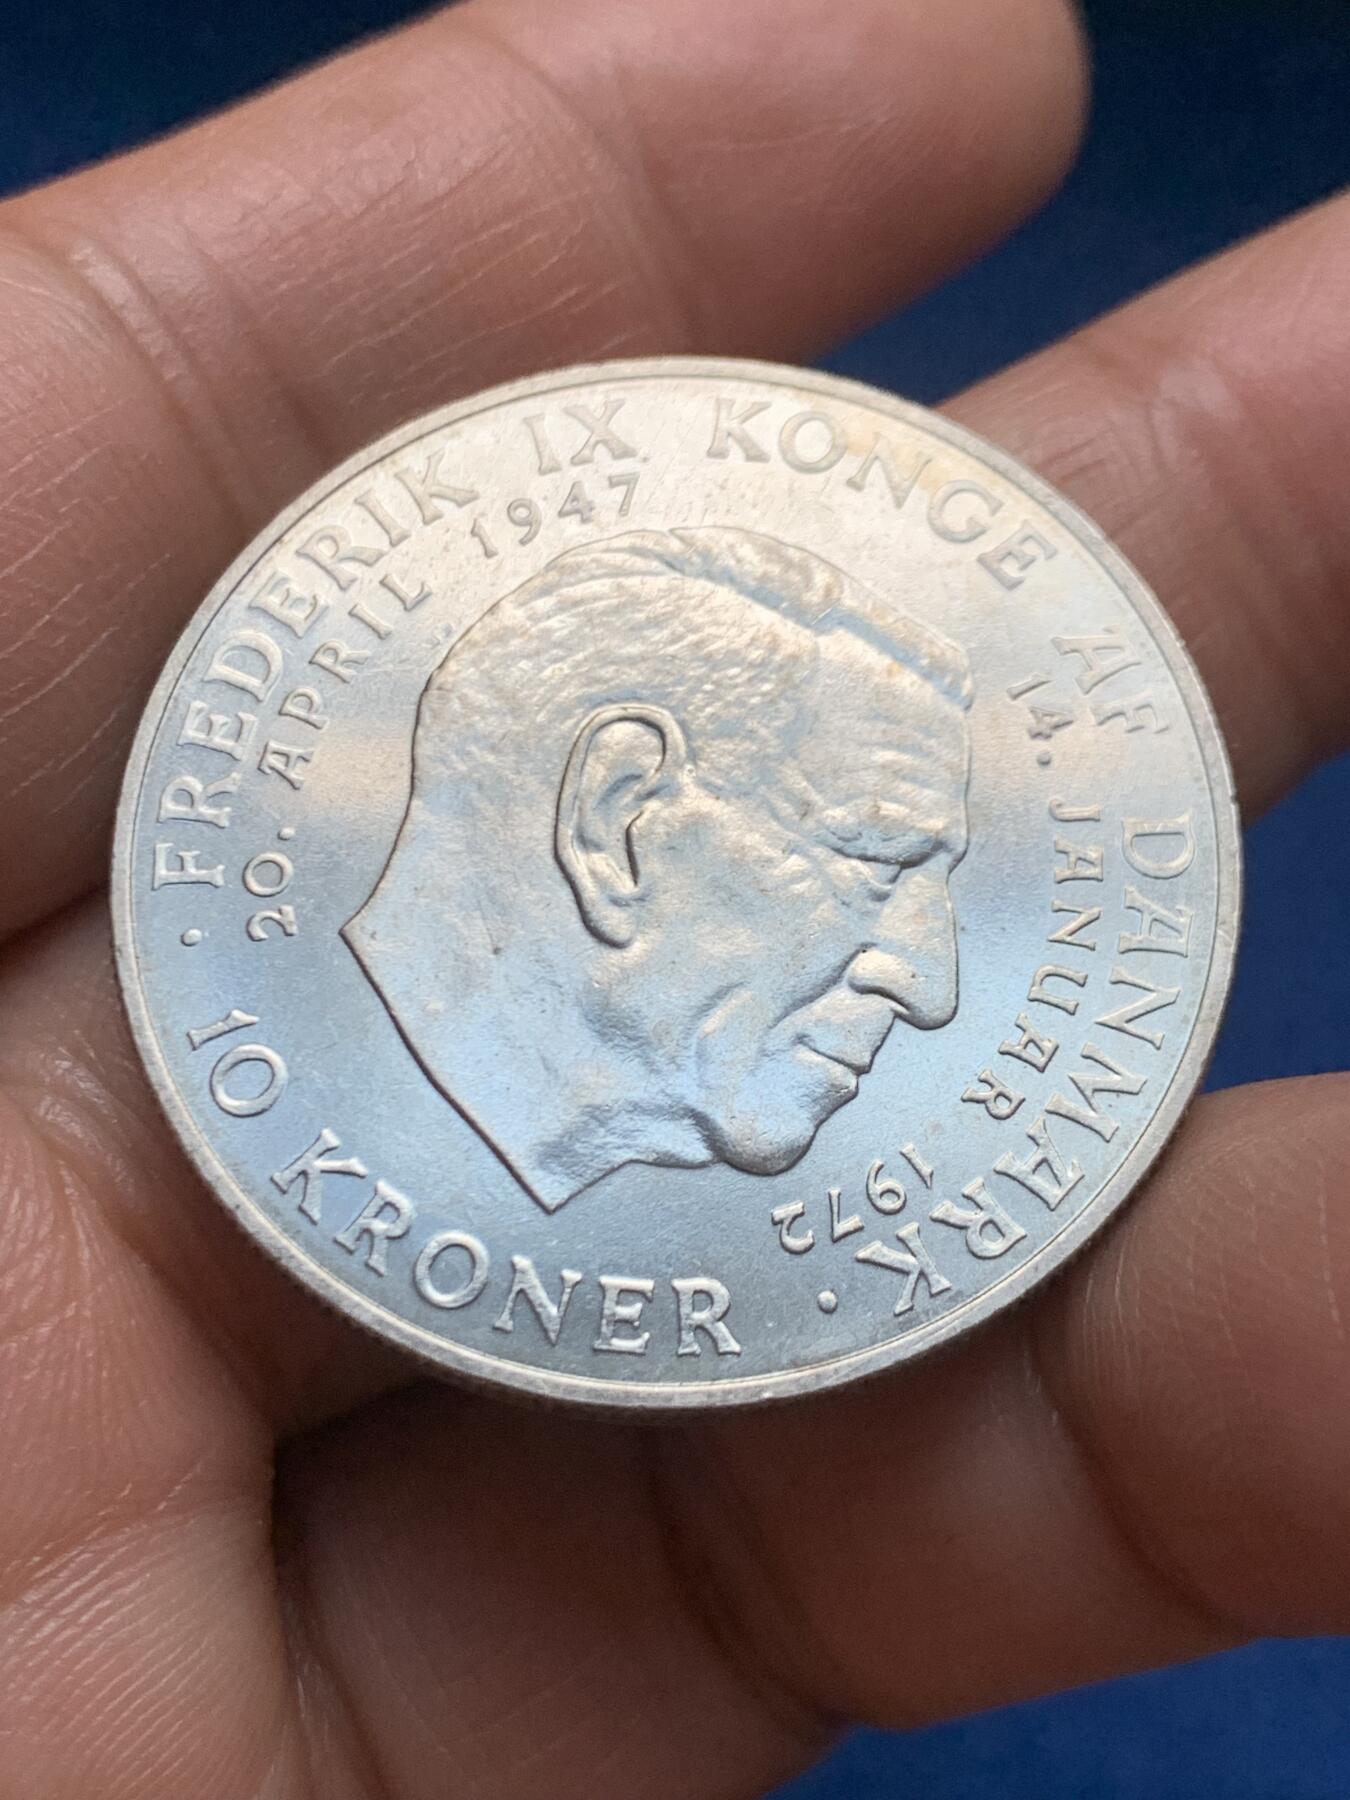 · FREDERIK IX KONGE AF DANMARK ·
20. APRIL 1947
14. JANUAR 1972
10 KRONER